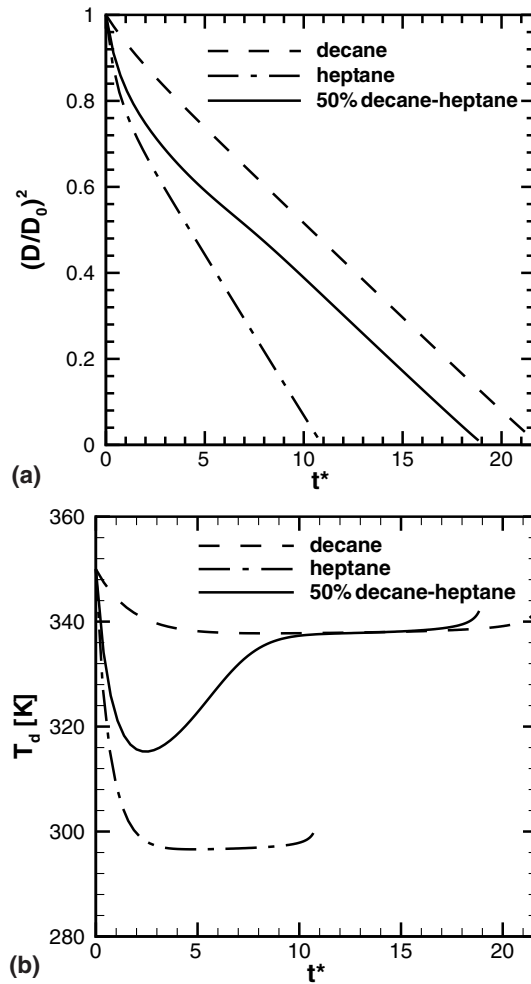 1
decane
heptane
50% decane-heptane
0.8
0.6
(D/D0)2
0.4
0.2
0
0 5 10 15 20
t*
(a)
360
decane
heptane
50% decane-heptane
340
Td [K]
320
300
280
0 5 10 15 20
t*
(b)